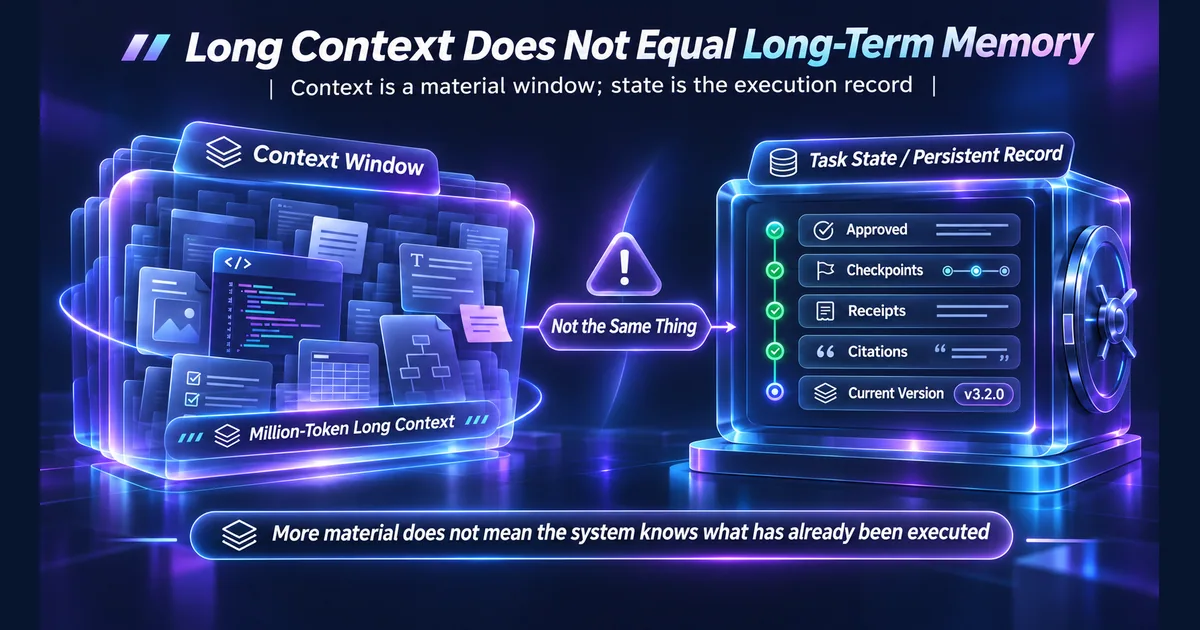 Long Context Does Not Equal Long-Term Memory
| Context is a material window; state is the execution record |
Context Window
</>
T
Million-Token Long Context
!
Not the Same Thing
Task State / Persistent Record
Approved
Checkpoints
Receipts
“ Citations “ ”
Current Version v3.2.0
More material does not mean the system knows what has already been executed